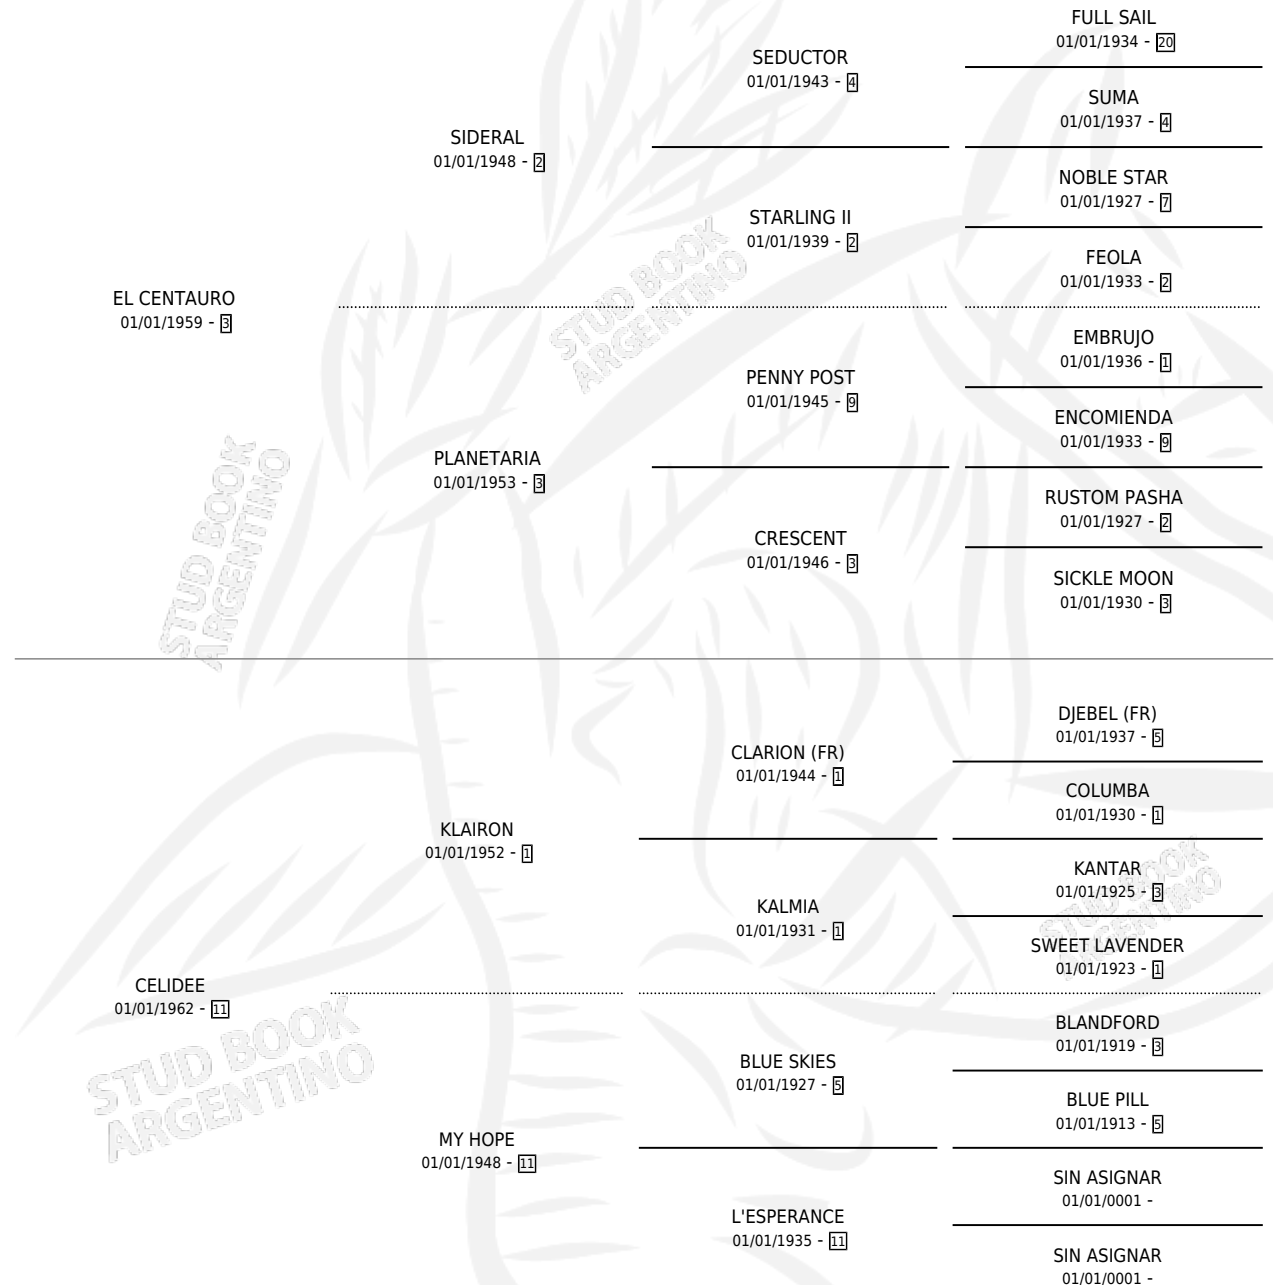 FULL SAIL
01/01/1934 - 20
SEDUCTOR
01/01/1943 - 4
SUMA
01/01/1937 - 4
SIDERAL
01/01/1948 - 2
NOBLE STAR
01/01/1927 - 7
STARLING II
01/01/1939 - 2
FEOLA
01/01/1933 - 2
EL CENTAURO
01/01/1959 - 3
EMBRUJO
01/01/1936 - 1
PENNY POST
01/01/1945 - 9
ENCOMIENDA
01/01/1933 - 9
PLANETARIA
01/01/1953 - 3
RUSTOM PASHA
01/01/1927 - 2
CRESCENT
01/01/1946 - 3
SICKLE MOON
01/01/1930 - 3
DJEBEL (FR)
01/01/1937 - 5
CLARION (FR)
01/01/1944 - 1
COLUMBA
01/01/1930 - 1
KLAIRON
01/01/1952 - 1
KANTAR
01/01/1925 - 3
KALMIA
01/01/1931 - 1
SWEET LAVENDER
01/01/1923 - 1
CELIDEE
01/01/1962 - 11
BLANDFORD
01/01/1919 - 3
BLUE SKIES
01/01/1927 - 5
BLUE PILL
01/01/1913 - 5
MY HOPE
01/01/1948 - 11
SIN ASIGNAR
01/01/0001 -
L'ESPERANCE
01/01/1935 - 11
SIN ASIGNAR
01/01/0001 -
STUD BOOK
ARGENTINO
STUD BOOK
ARGENTINO
STUD BOOK
ARGENTINO
STUD BOOK
ARGENTINO